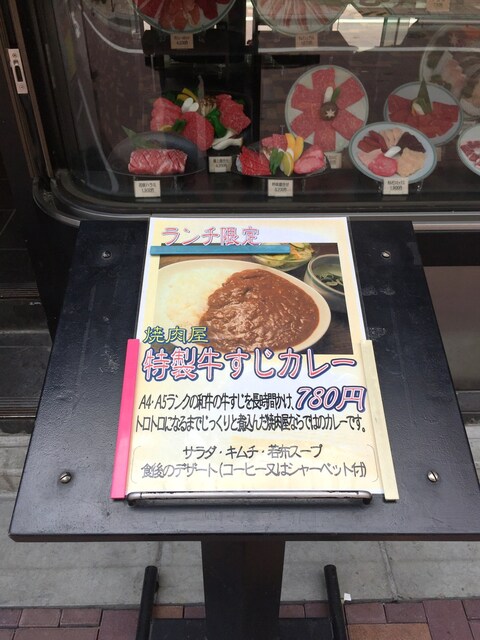 ランチ限定
焼肉屋
特製牛すじカレー
780円
A4・A5ランクの和牛の牛すじを長時間かけ、
トロトロになるまでじっくりと煮込んだ焼肉屋ならではのカレーです。
サラダ・キムチ・若布スープ
食後のデザート(コーヒー又はシャーベット付)